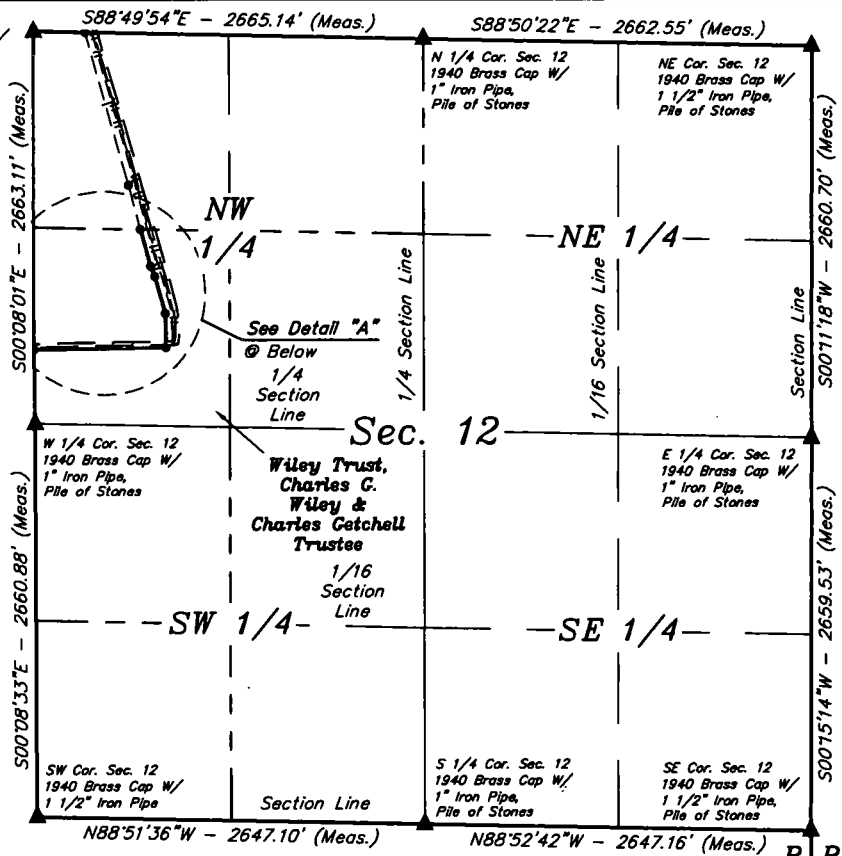 S88°49'54"E - 2665.14' (Meas.)
S88°50'22"E - 2662.55' (Meas.)
N 1/4 Cor. Sec. 12
1940 Brass Cap W/
1" Iron Pipe,
Pile of Stones
NE Cor. Sec. 12
1940 Brass Cap W/
1 1/2" Iron Pipe,
Pile of Stones
S00°08'01"E - 2663.11' (Meas.)
NW
1/4
NE 1/4
S00°11'18"W - 2660.70' (Meas.)
See Detail "A"
@ Below
1/4
Section
Line
1/4 Section Line
1/16 Section Line
Section Line
Sec. 12
W 1/4 Cor. Sec. 12
1940 Brass Cap W/
1" Iron Pipe,
Pile of Stones
Wiley Trust,
Charles G.
Wiley &
Charles Getchell
Trustee
E 1/4 Cor. Sec. 12
1940 Brass Cap W/
1" Iron Pipe,
Pile of Stones
1/16
Section
Line
S00°08'33"E - 2660.88' (Meas.)
SW 1/4
SE 1/4
S00°15'14"W - 2659.53' (Meas.)
SW Cor. Sec. 12
1940 Brass Cap W/
1 1/2" Iron Pipe
Section Line
S 1/4 Cor. Sec. 12
1940 Brass Cap W/
1" Iron Pipe,
Pile of Stones
SE Cor. Sec. 12
1940 Brass Cap W/
1 1/2" Iron Pipe,
Pile of Stones
N88°51'36"W - 2647.10' (Meas.)
N88°52'42"W - 2647.16' (Meas.)